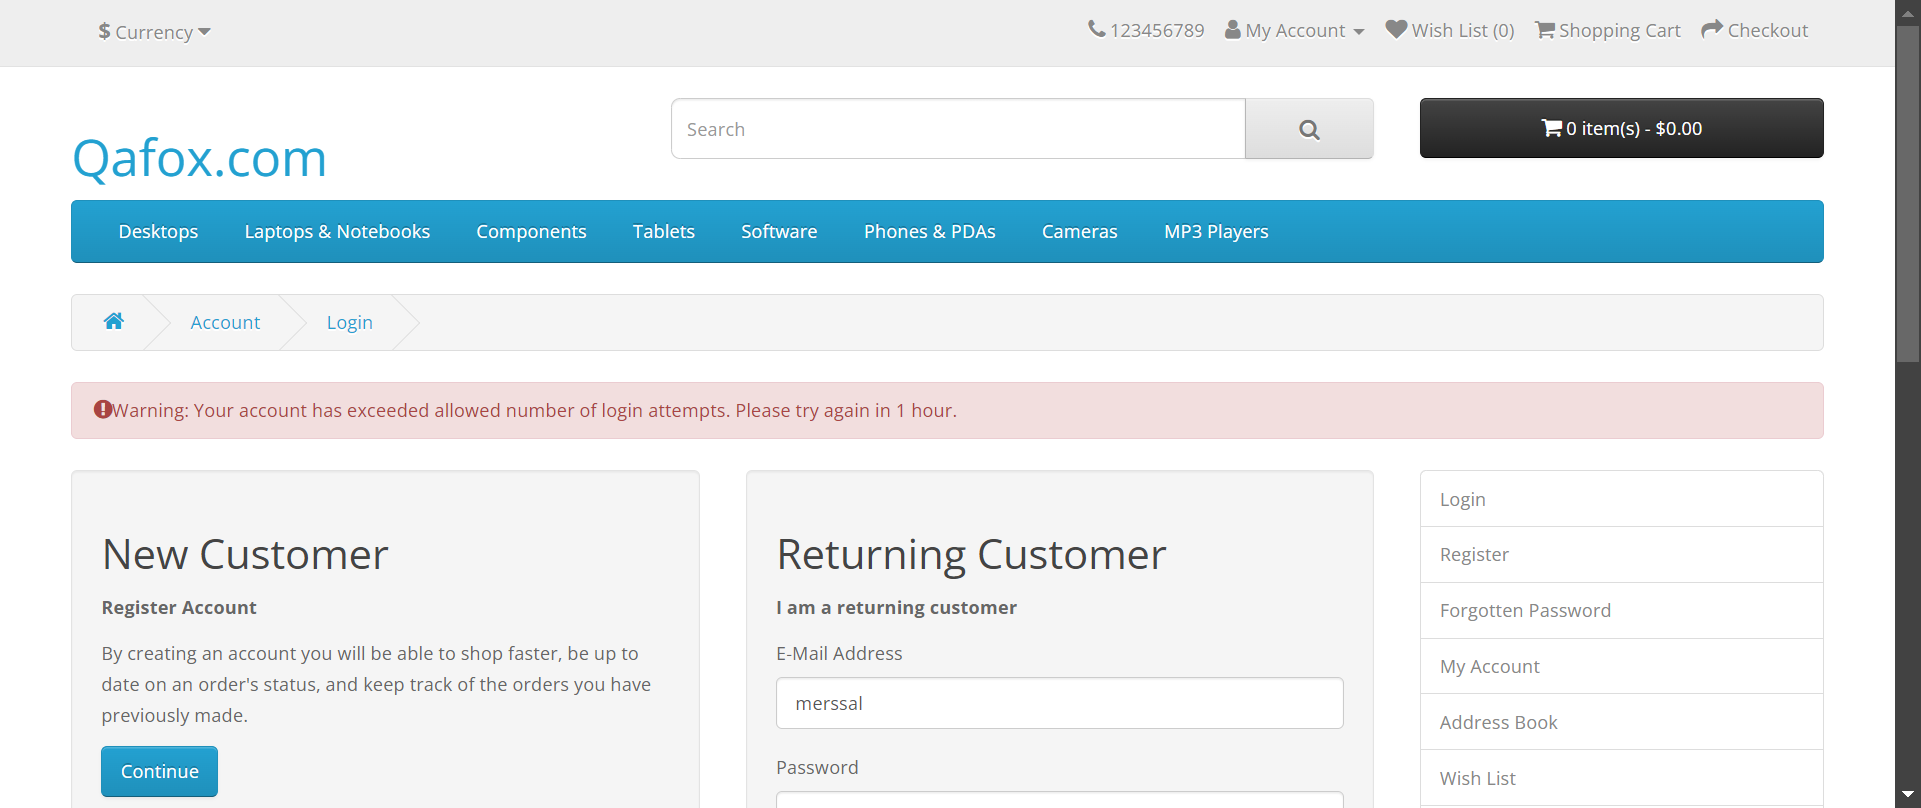 $ Currency
123456789 My Account Wish List (0) Shopping Cart Checkout
Qafox.com
Search
0 item(s) - $0.00
Desktops Laptops & Notebooks Components Tablets Software Phones & PDAs Cameras MP3 Players
Account Login
Warning: Your account has exceeded allowed number of login attempts. Please try again in 1 hour.
New Customer
Register Account
By creating an account you will be able to shop faster, be up to
date on an order's status, and keep track of the orders you have
previously made.
Continue
Returning Customer
I am a returning customer
E-Mail Address
merssal
Password
Login
Register
Forgotten Password
My Account
Address Book
Wish List